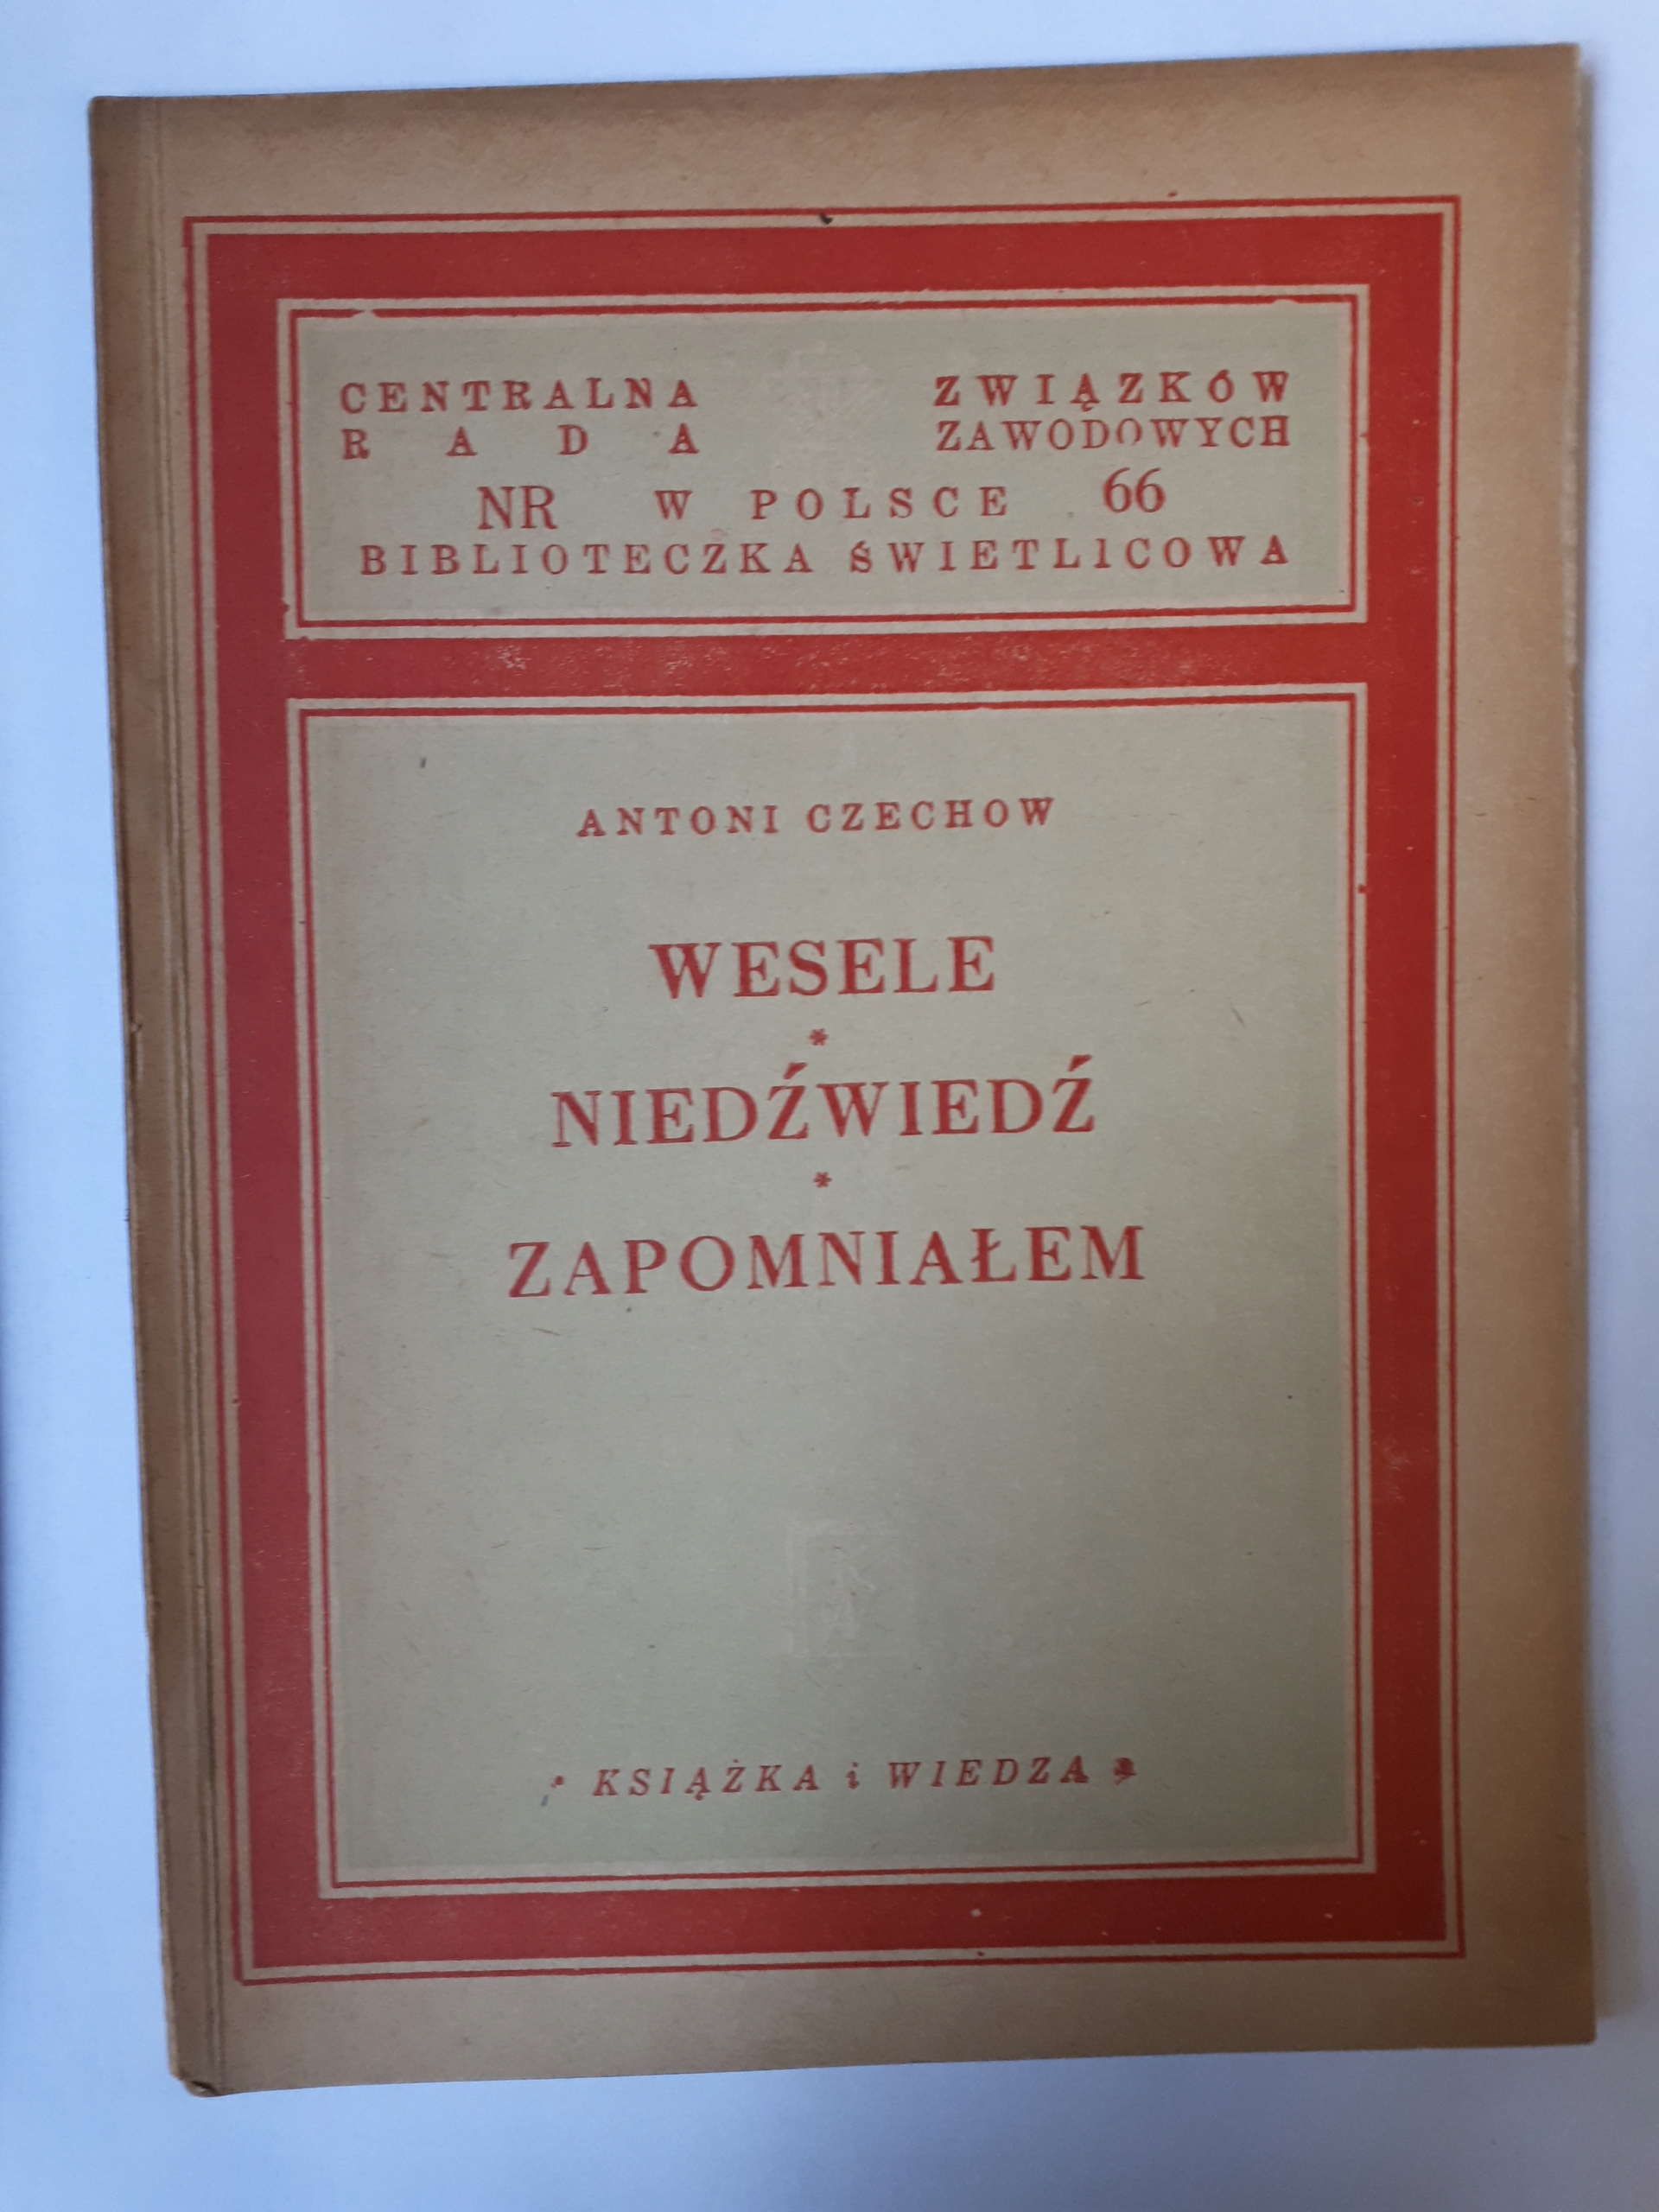 CENTRALNA ZWIĄZKÓW
RADA ZAWODOWYCH
NR W POLSCE 66
BIBLIOTECZKA ŚWIETLICOWA
ANTONI CZECHOW
WESELE
*
NIEDŹWIEDŹ
*
ZAPOMNIAŁEM
KSIĄŻKA i WIEDZA